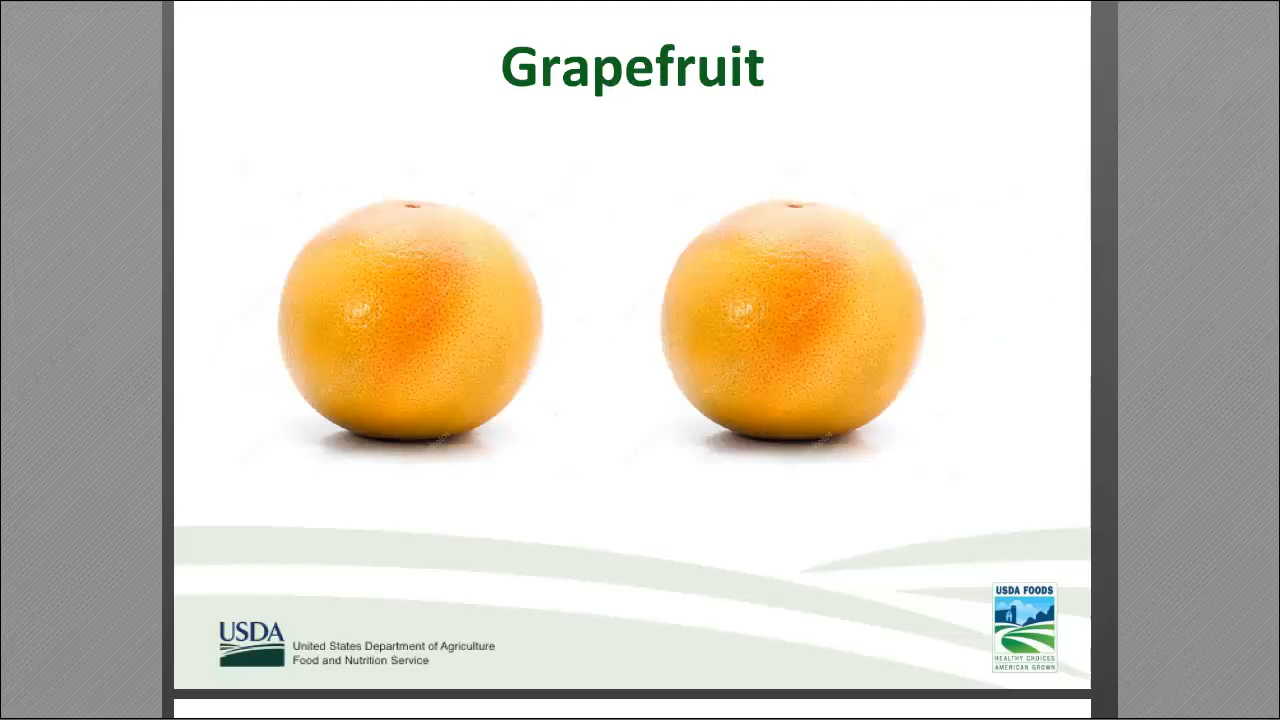 Grapefruit
USDA
United States Department of Agriculture
Food and Nutrition Service
USDA FOODS
HEALTHY CHOICES
AMERICAN GROWN